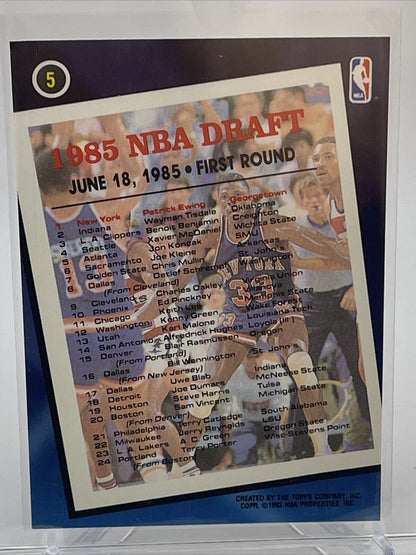 5
NBA
1985 NBA DRAFT
JUNE 18, 1985 • FIRST ROUND
1 New York Patrick Ewing Georgetown
2 Indiana Wayman Tisdale Oklahoma
3 L.A. Clippers Benoit Benjamin Creighton
4 Seattle Xavier McDaniel Wichita State
5 Atlanta Jon Koncak SMU
6 Sacramento Joe Kleine Arkansas
7 Golden State Chris Mullin St. John's
8 Dallas Detlef Schrempf
(From Cleveland)
9 Cleveland Charles Oakley Union
10 Phoenix Ed Pinckney
11 Chicago Keith Lee Memphis State
12 Washington Kenny Green Wake Forest
13 Utah Karl Malone Louisiana Tech
14 San Antonio Alfredrick Hughes Loyola (Ill.)
15 Denver Blair Rasmussen Oregon
(From Portland)
16 Dallas Bill Wennington St. John's
(From New Jersey)
17 Dallas Uwe Blab Indiana
18 Detroit Joe Dumars McNeese State
19 Houston Steve Harris Tulsa
20 Boston Sam Vincent Michigan State
(From Denver)
21 Philadelphia Terry Catledge South Alabama
22 Milwaukee Jerry Reynolds LSU
23 L.A. Lakers A.C. Green Oregon State
24 Portland Terry Porter Wisc-Stevens Point
(From Boston)
NEW YORK
33
CREATED BY THE TOPPS COMPANY, INC.
COPR. ©1993 NBA PROPERTIES, INC.